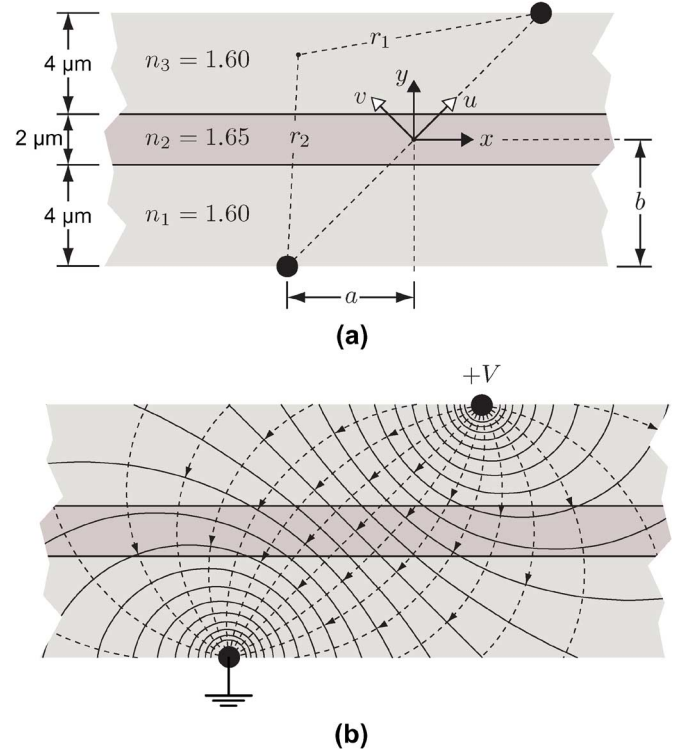 4 μm
2 μm
4 μm
n₃ = 1.60
n₂ = 1.65
n₁ = 1.60
r₁
r₂
y
v
u
x
b
a
(a)
+V
(b)